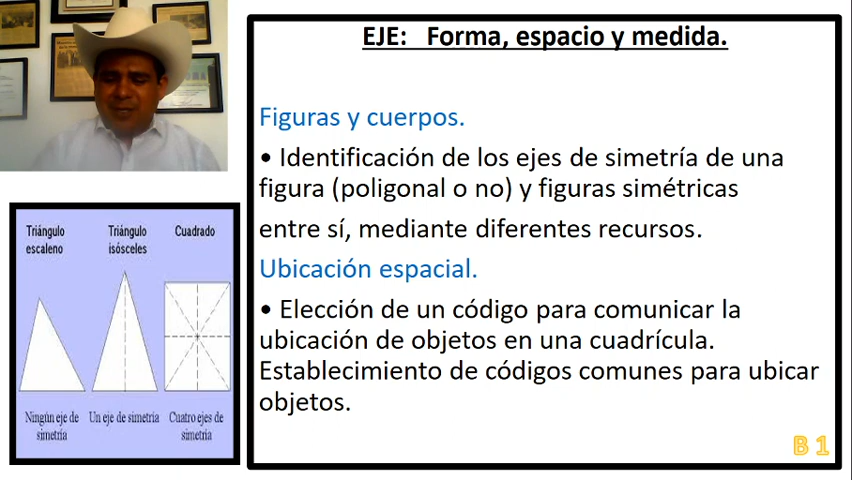 EJE: Forma, espacio y medida.
Figuras y cuerpos.
• Identificación de los ejes de simetría de una
figura (poligonal o no) y figuras simétricas
entre sí, mediante diferentes recursos.
Ubicación espacial.
• Elección de un código para comunicar la
ubicación de objetos en una cuadrícula.
Establecimiento de códigos comunes para ubicar
objetos.
B 1
Triángulo
escaleno
Triángulo
isósceles
Cuadrado
Ningún eje de
simetría
Un eje de simetría
Cuatro ejes de
simetría